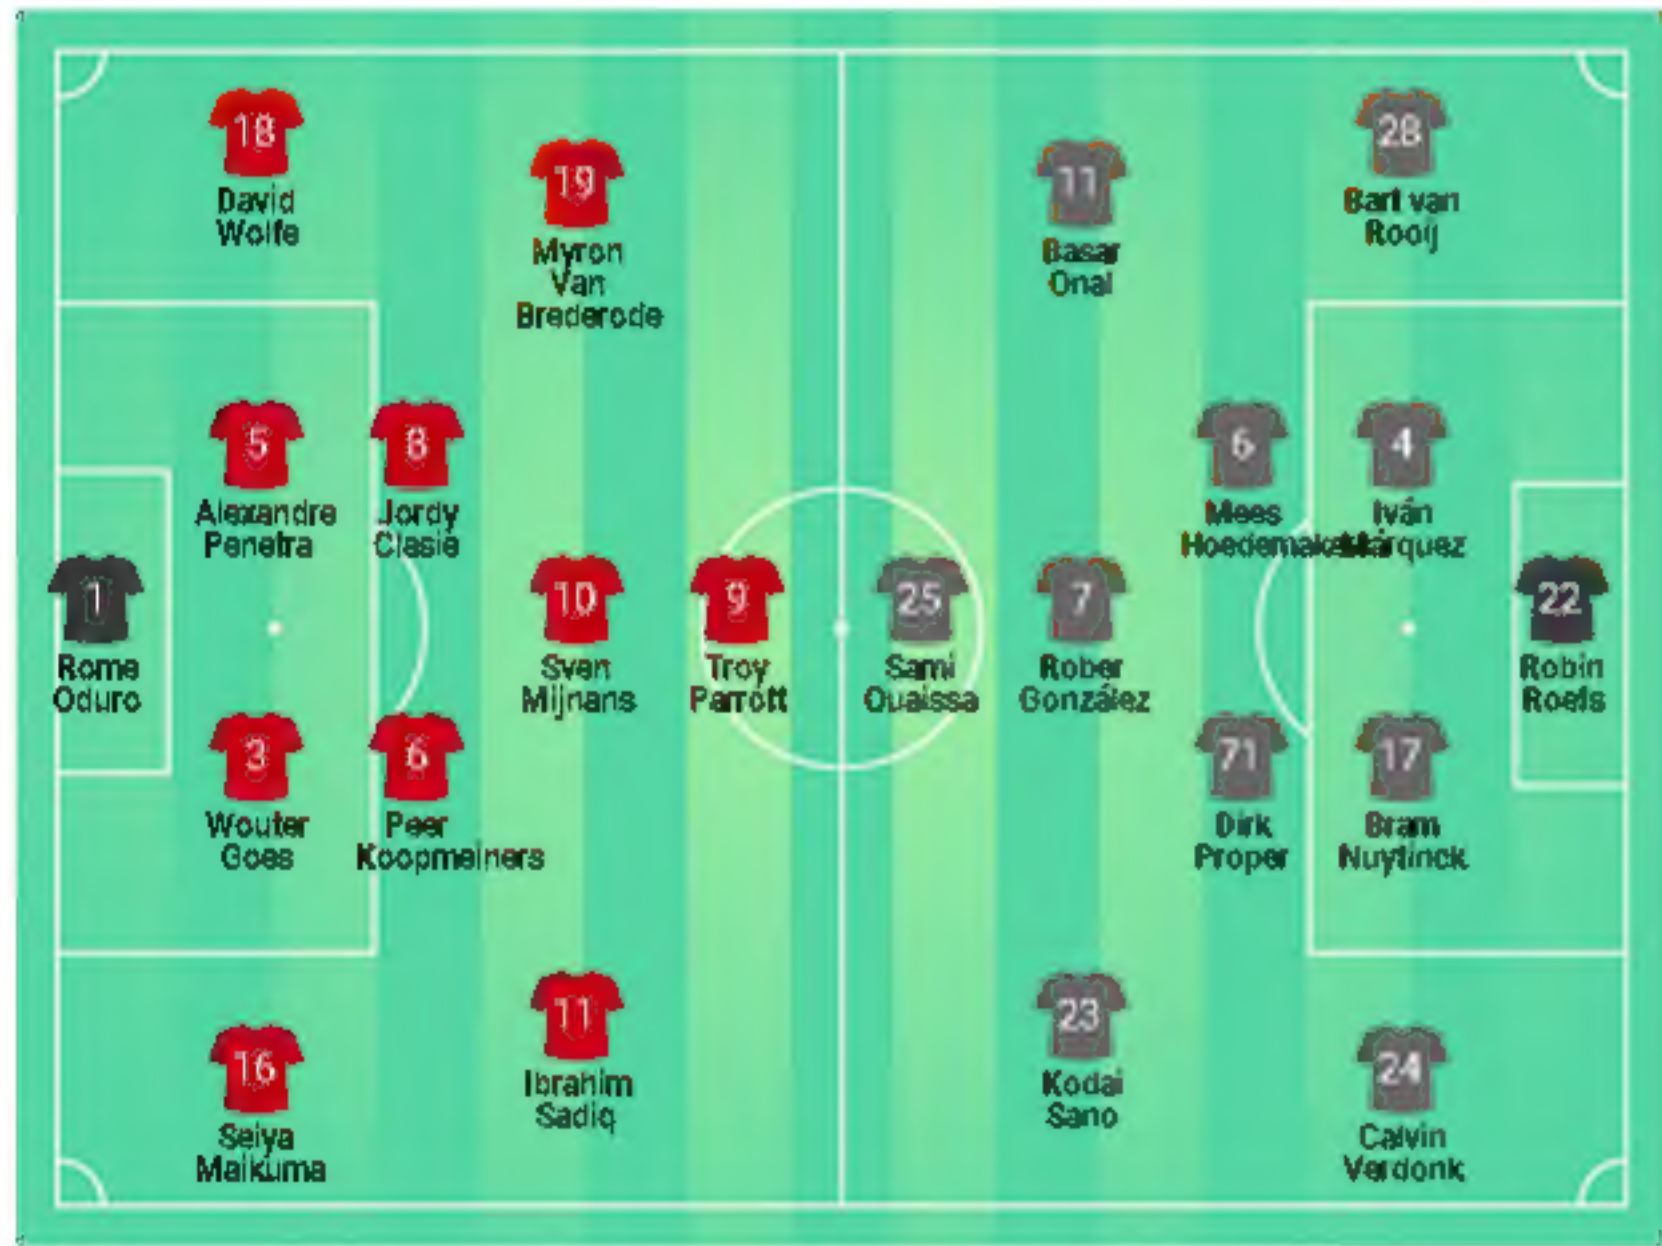 18
David
Wolfe
19
Myron
Van
Brederode
11
Basar
Onal
28
Bart van
Rooij
5
Alexandre
Penetra
8
Jordy
Clasie
6
Mees
Hoedemakers
4
Iván
Márquez
1
Rome
Oduro
10
Sven
Mijnans
9
Troy
Parrott
25
Sami
Ouaissa
7
Rober
González
22
Robin
Roefs
3
Wouter
Goes
6
Peer
Koopmeiners
71
Dirk
Proper
17
Bram
Nuytinck
16
Seiya
Maikuma
11
Ibrahim
Sadiq
23
Kodai
Sano
24
Calvin
Verdonk